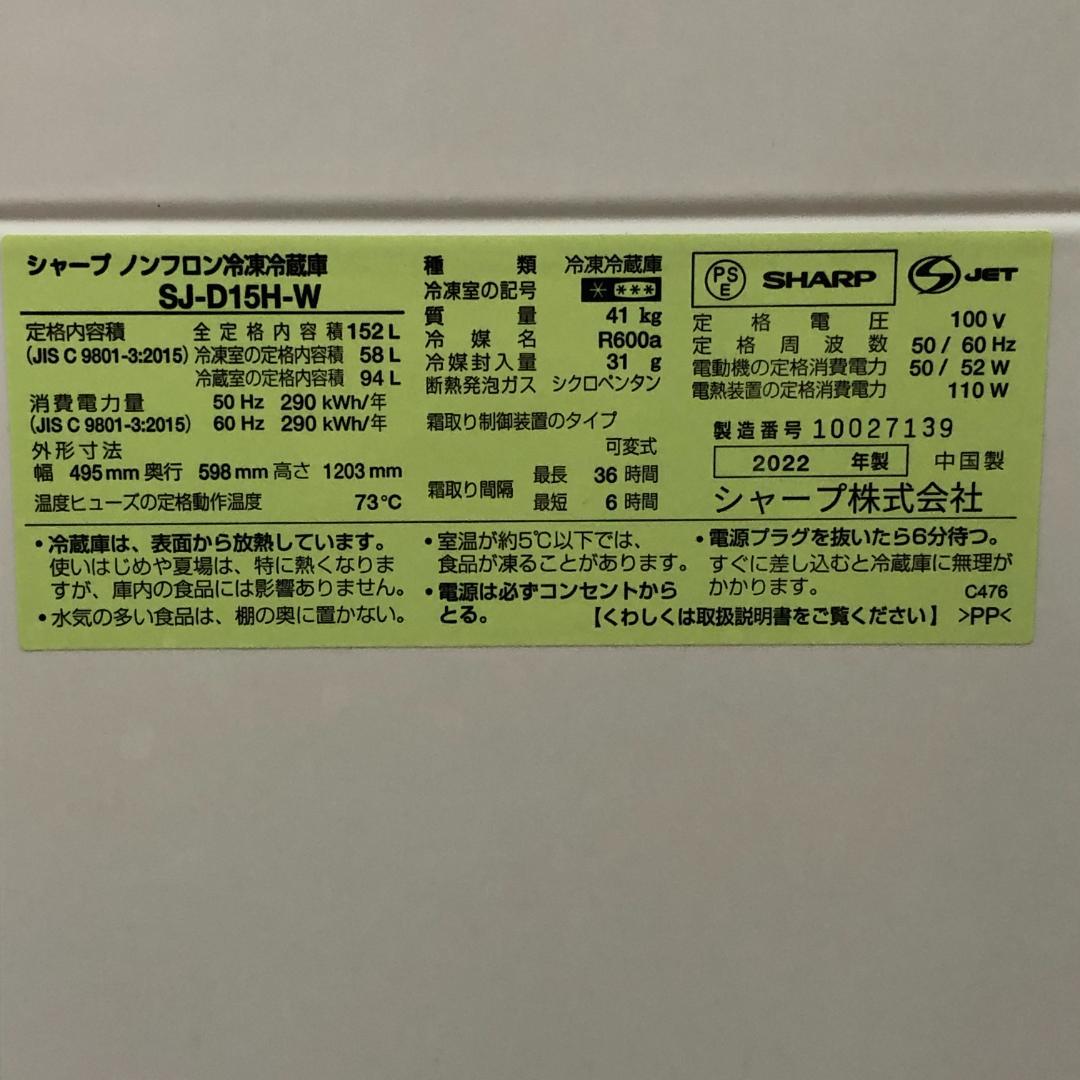 シャープ ノンフロン冷凍冷蔵庫
SJ-D15H-W
定格内容積 全定格内容積 152 L
(JIS C 9801-3:2015) 冷凍室の定格内容積 58 L
冷蔵室の定格内容積 94 L
消費電力量 50 Hz 290 kWh/年
(JIS C 9801-3:2015) 60 Hz 290 kWh/年
外形寸法
幅 495 mm 奥行 598 mm 高さ 1203 mm
温度ヒューズの定格動作温度 73℃
種類 冷凍冷蔵庫
冷凍室の記号 * ***
質量 41 kg
冷媒名 R600a
冷媒封入量 31 g
断熱発泡ガス シクロペンタン
霜取り制御装置のタイプ
可変式
霜取り間隔 最長 36 時間
最短 6 時間
PS
E
SHARP
JET
定格電圧 100 V
定格周波数 50 / 60 Hz
電動機の定格消費電力 50 / 52 W
電熱装置の定格消費電力 110 W
製造番号 10027139
2022 年製 中国製
シャープ株式会社
・冷蔵庫は、表面から放熱しています。
使いはじめや夏場は、特に熱くなりま
すが、庫内の食品には影響ありません。
・水気の多い食品は、棚の奥に置かない。
・室温が約5℃以下では、
食品が凍ることがあります。
・電源は必ずコンセントから
とる。
・電源プラグを抜いたら6分待つ。
すぐに差し込むと冷蔵庫に無理が
かかります。 C476
【くわしくは取扱説明書をご覧ください】 >PP<